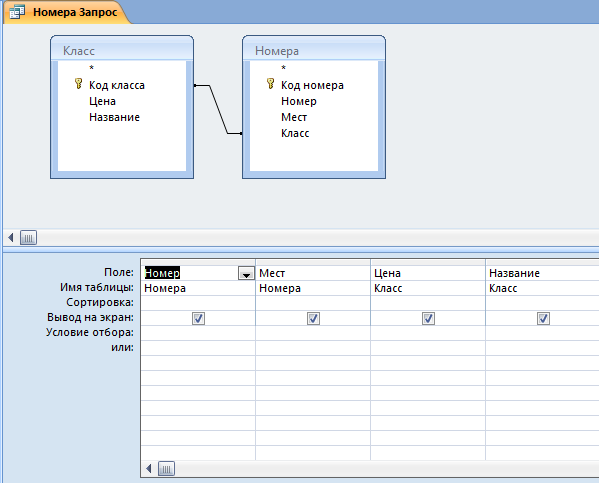 Номера Запрос
Класс
*
Код класса
Цена
Название
Номера
*
Код номера
Номер
Мест
Класс
Поле: Номер Мест Цена Название
Имя таблицы: Номера Номера Класс Класс
Сортировка:
Вывод на экран:
Условие отбора:
или: